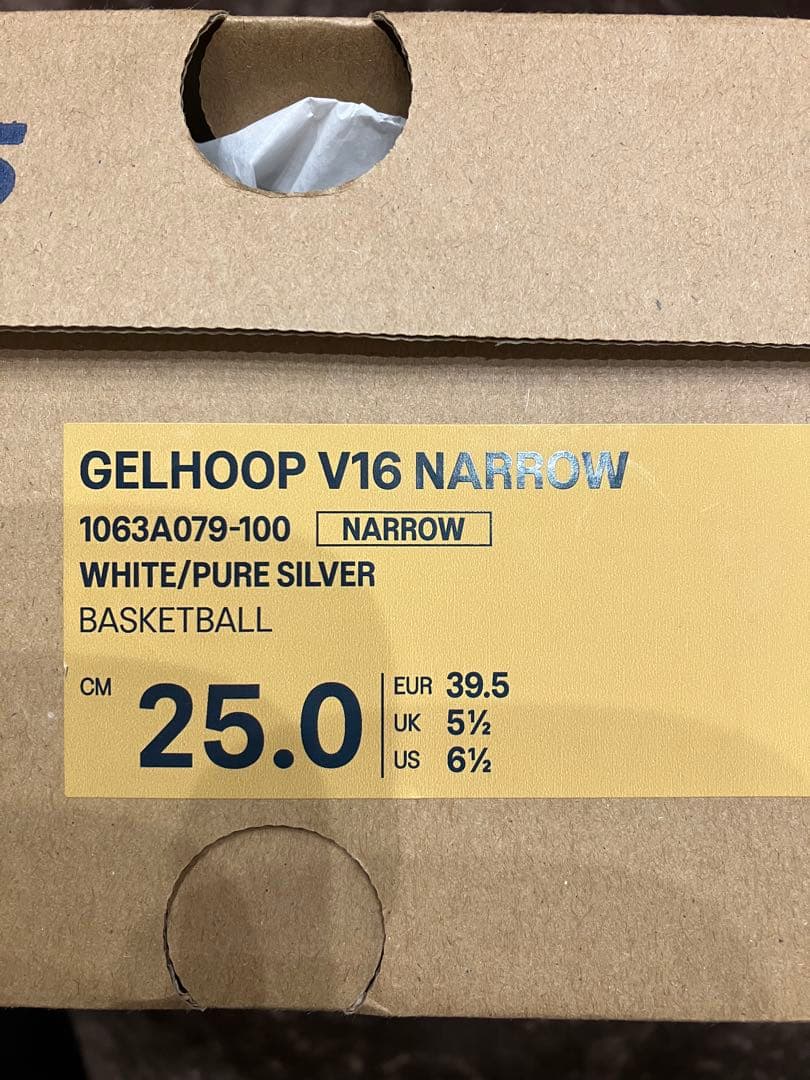 GELHOOP V16 NARROW
1063A079-100 NARROW
WHITE/PURE SILVER
BASKETBALL
CM 25.0
EUR 39.5
UK 5½
US 6½